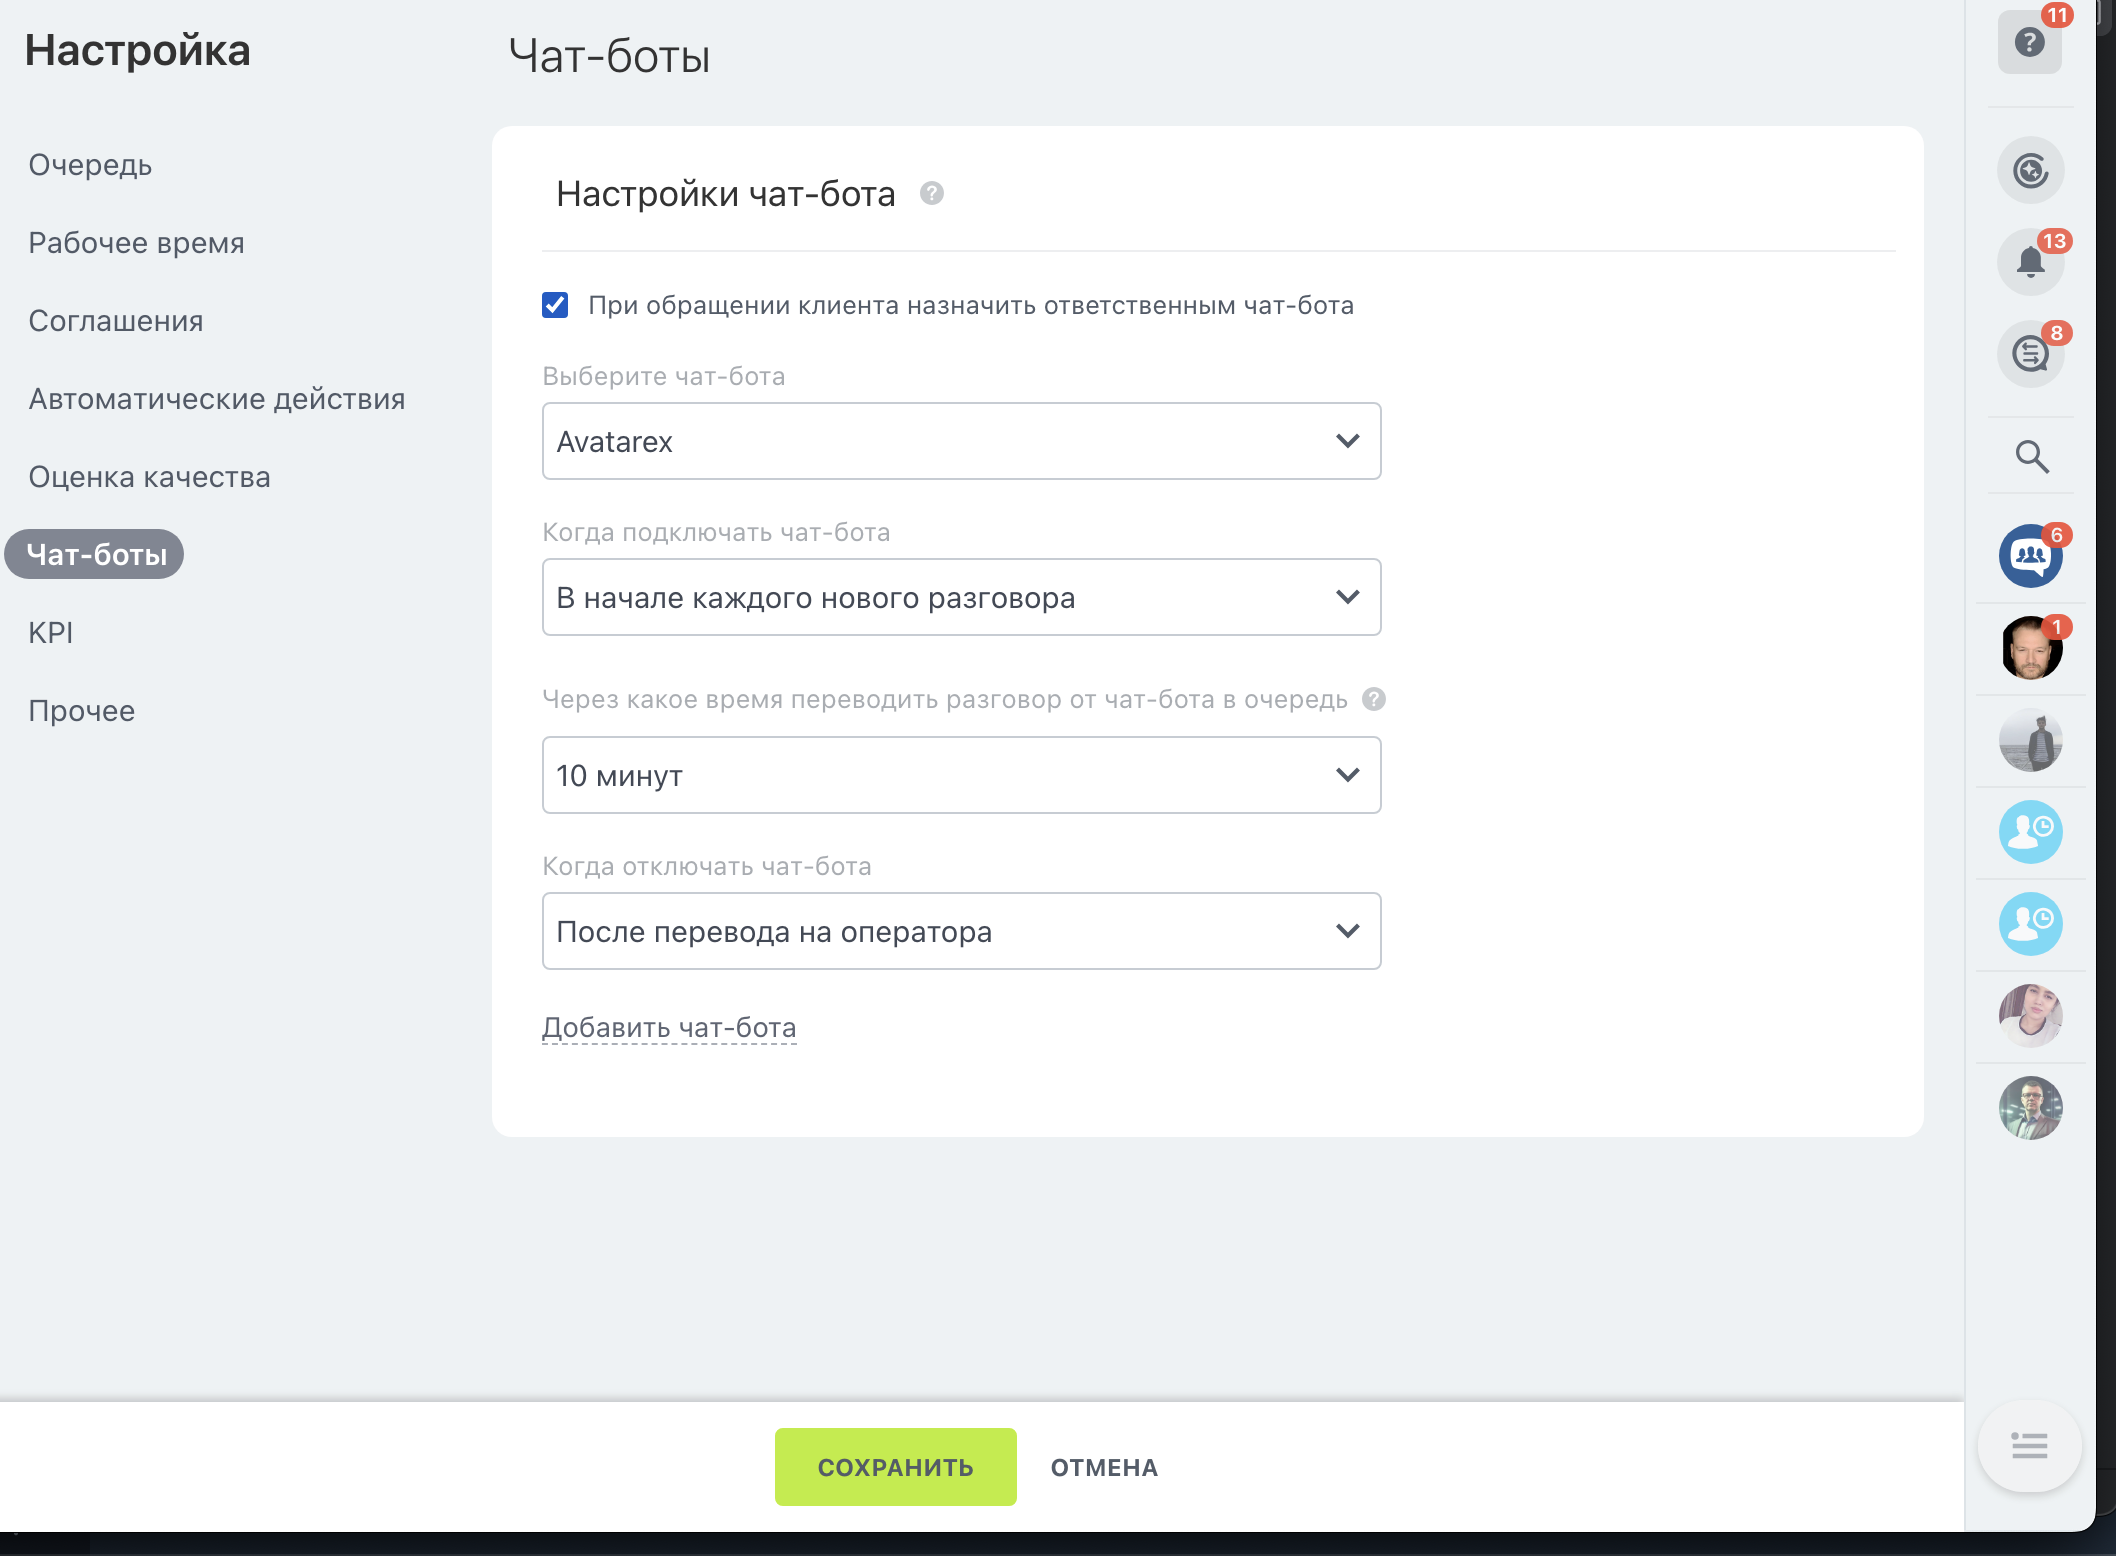 Настройка
Очередь
Рабочее время
Соглашения
Автоматические действия
Оценка качества
Чат-боты
KPI
Прочее
Чат-боты
Настройки чат-бота ?
При обращении клиента назначить ответственным чат-бота
Выберите чат-бота
Avatarex
Когда подключать чат-бота
В начале каждого нового разговора
Через какое время переводить разговор от чат-бота в очередь ?
10 минут
Когда отключать чат-бота
После перевода на оператора
Добавить чат-бота
СОХРАНИТЬ ОТМЕНА
? 11
13
8
6
1